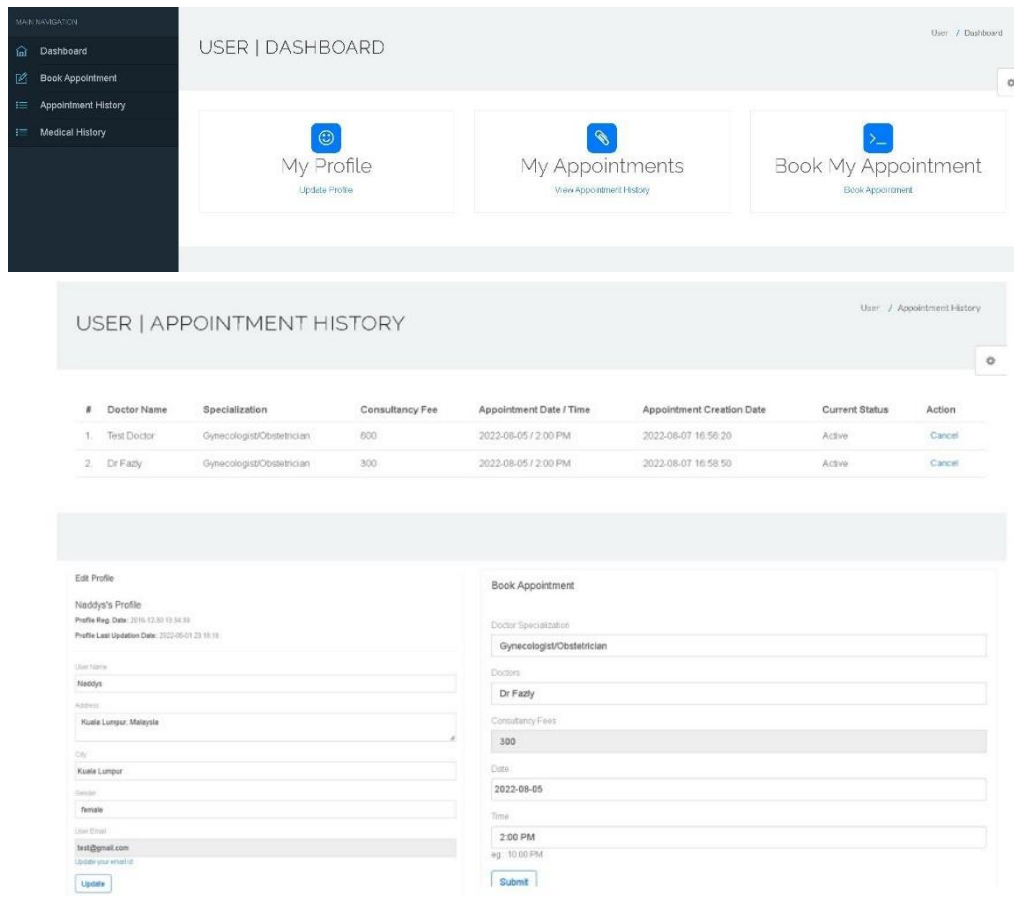 MAIN NAVIGATION
Dashboard
Book Appointment
Appointment History
Medical History
USER | DASHBOARD
User / Dashboard
My Profile
Update Profile
My Appointments
View Appointment History
Book My Appointment
Book Appointment
USER | APPOINTMENT HISTORY
User / Appointment History
# Doctor Name Specialization Consultancy Fee Appointment Date / Time Appointment Creation Date Current Status Action
1. Test Doctor Gynecologist/Obstetrician 600 2022-08-05 / 2:00 PM 2022-08-07 16:56:20 Active Cancel
2. Dr Fazly Gynecologist/Obstetrician 300 2022-08-05 / 2:00 PM 2022-08-07 16:58:50 Active Cancel
Edit Profile
Naddys's Profile
Profile Reg. Date:
Profile Last Updation Date:
User Name
Naddys
Address
Kuala Lumpur, Malaysia
City
Kuala Lumpur
Gender
female
User Email
test@gmail.com
Update your email id
Update
Book Appointment
Doctor Specialization
Gynecologist/Obstetrician
Doctors
Dr Fazly
Consultancy Fees
300
Date
2022-08-05
Time
2:00 PM
eg : 10:00 PM
Submit